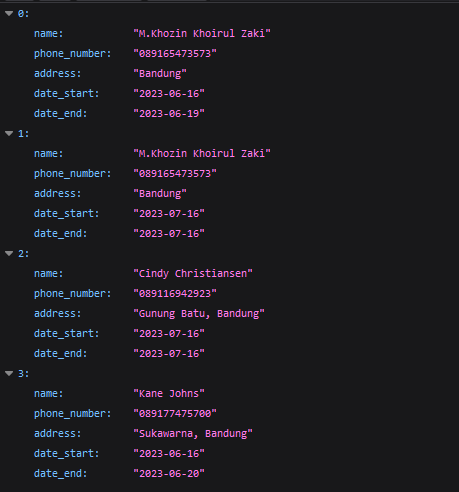 0:
name: "M.Khozin Khoirul Zaki"
phone_number: "089165473573"
address: "Bandung"
date_start: "2023-06-16"
date_end: "2023-06-19"
1:
name: "M.Khozin Khoirul Zaki"
phone_number: "089165473573"
address: "Bandung"
date_start: "2023-07-16"
date_end: "2023-07-16"
2:
name: "Cindy Christiansen"
phone_number: "089116942923"
address: "Gunung Batu, Bandung"
date_start: "2023-07-16"
date_end: "2023-07-16"
3:
name: "Kane Johns"
phone_number: "089177475700"
address: "Sukawarna, Bandung"
date_start: "2023-06-16"
date_end: "2023-06-20"